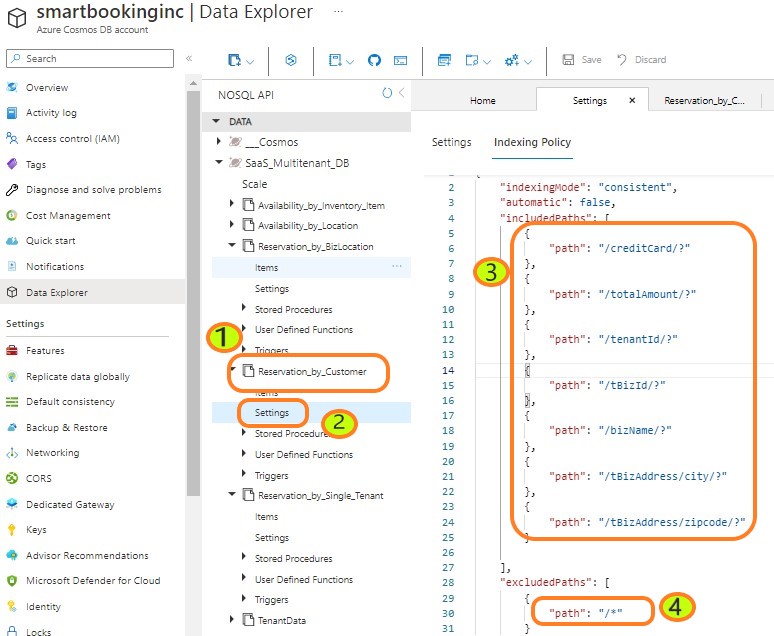 smartbookinginc | Data Explorer ...
Azure Cosmos DB account
Search
«
Overview
Activity log
Access control (IAM)
Tags
Diagnose and solve problems
Cost Management
Quick start
Notifications
Data Explorer
Settings
Features
Replicate data globally
Default consistency
Backup & Restore
Networking
CORS
Dedicated Gateway
Keys
Advisor Recommendations
Microsoft Defender for Cloud
Identity
Locks
Save
Discard
NOSQL API
DATA
___Cosmos
SaaS_Multitenant_DB
Scale
Availability_by_Inventory_Item
Availability_by_Location
Reservation_by_BizLocation
Items
...
Settings
Stored Procedures
User Defined Functions
1
Triggers
Reservation_by_Customer
Items
Settings
2
Stored Procedures
User Defined Functions
Triggers
Reservation_by_Single_Tenant
Items
Settings
Stored Procedures
User Defined Functions
Triggers
TenantData
Home
Settings
Reservation_by_C...
Settings
Indexing Policy
1 {
2 "indexingMode": "consistent",
3 "automatic": false,
4 "includedPaths": [
5 {
6 "path": "/creditCard/?"
3
7 },
8 {
9 "path": "/totalAmount/?"
10 },
11 {
12 "path": "/tenantId/?"
13 },
14 {
15 "path": "/tBizId/?"
16 },
17 {
18 "path": "/bizName/?"
19 },
20 {
21 "path": "/tBizAddress/city/?"
22 },
23 {
24 "path": "/tBizAddress/zipcode/?"
25 }
26
27 ],
28 "excludedPaths": [
29 {
30 "path": "/*"
4
31 }